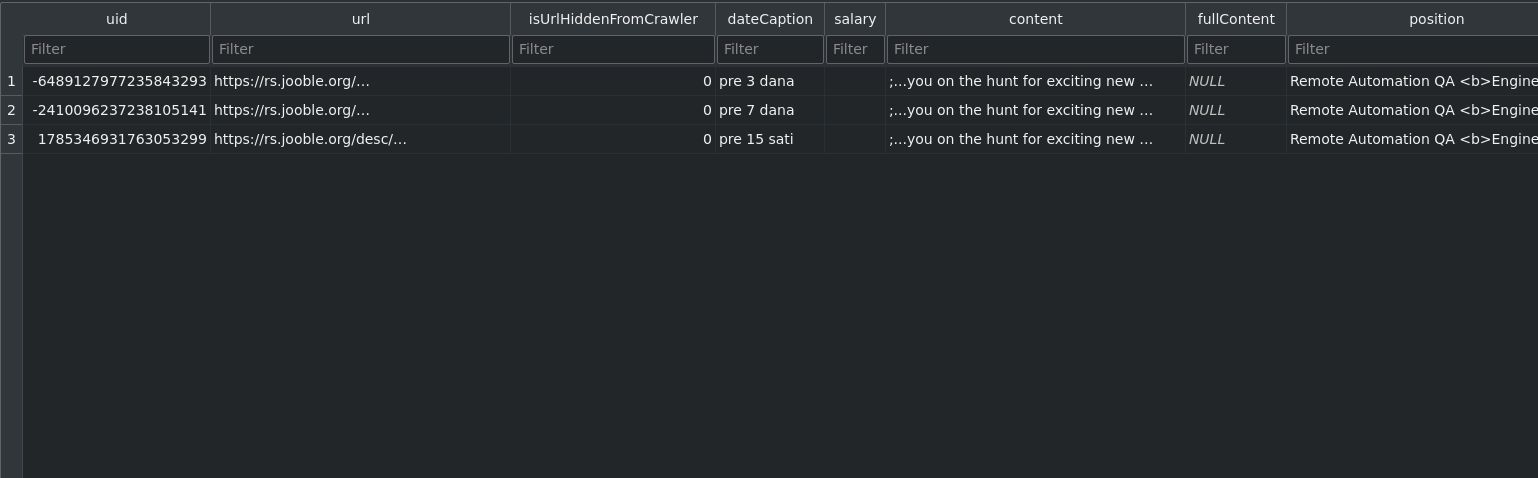 uid url isUrlHiddenFromCrawler dateCaption salary content fullContent position
Filter Filter Filter Filter Filter Filter Filter Filter
1 -6489127977235843293 https://rs.jooble.org/... 0 pre 3 dana ;...you on the hunt for exciting new ... NULL Remote Automation QA <b>Engine
2 -2410096237238105141 https://rs.jooble.org/... 0 pre 7 dana ;...you on the hunt for exciting new ... NULL Remote Automation QA <b>Engine
3 1785346931763053299 https://rs.jooble.org/desc/... 0 pre 15 sati ;...you on the hunt for exciting new ... NULL Remote Automation QA <b>Engine